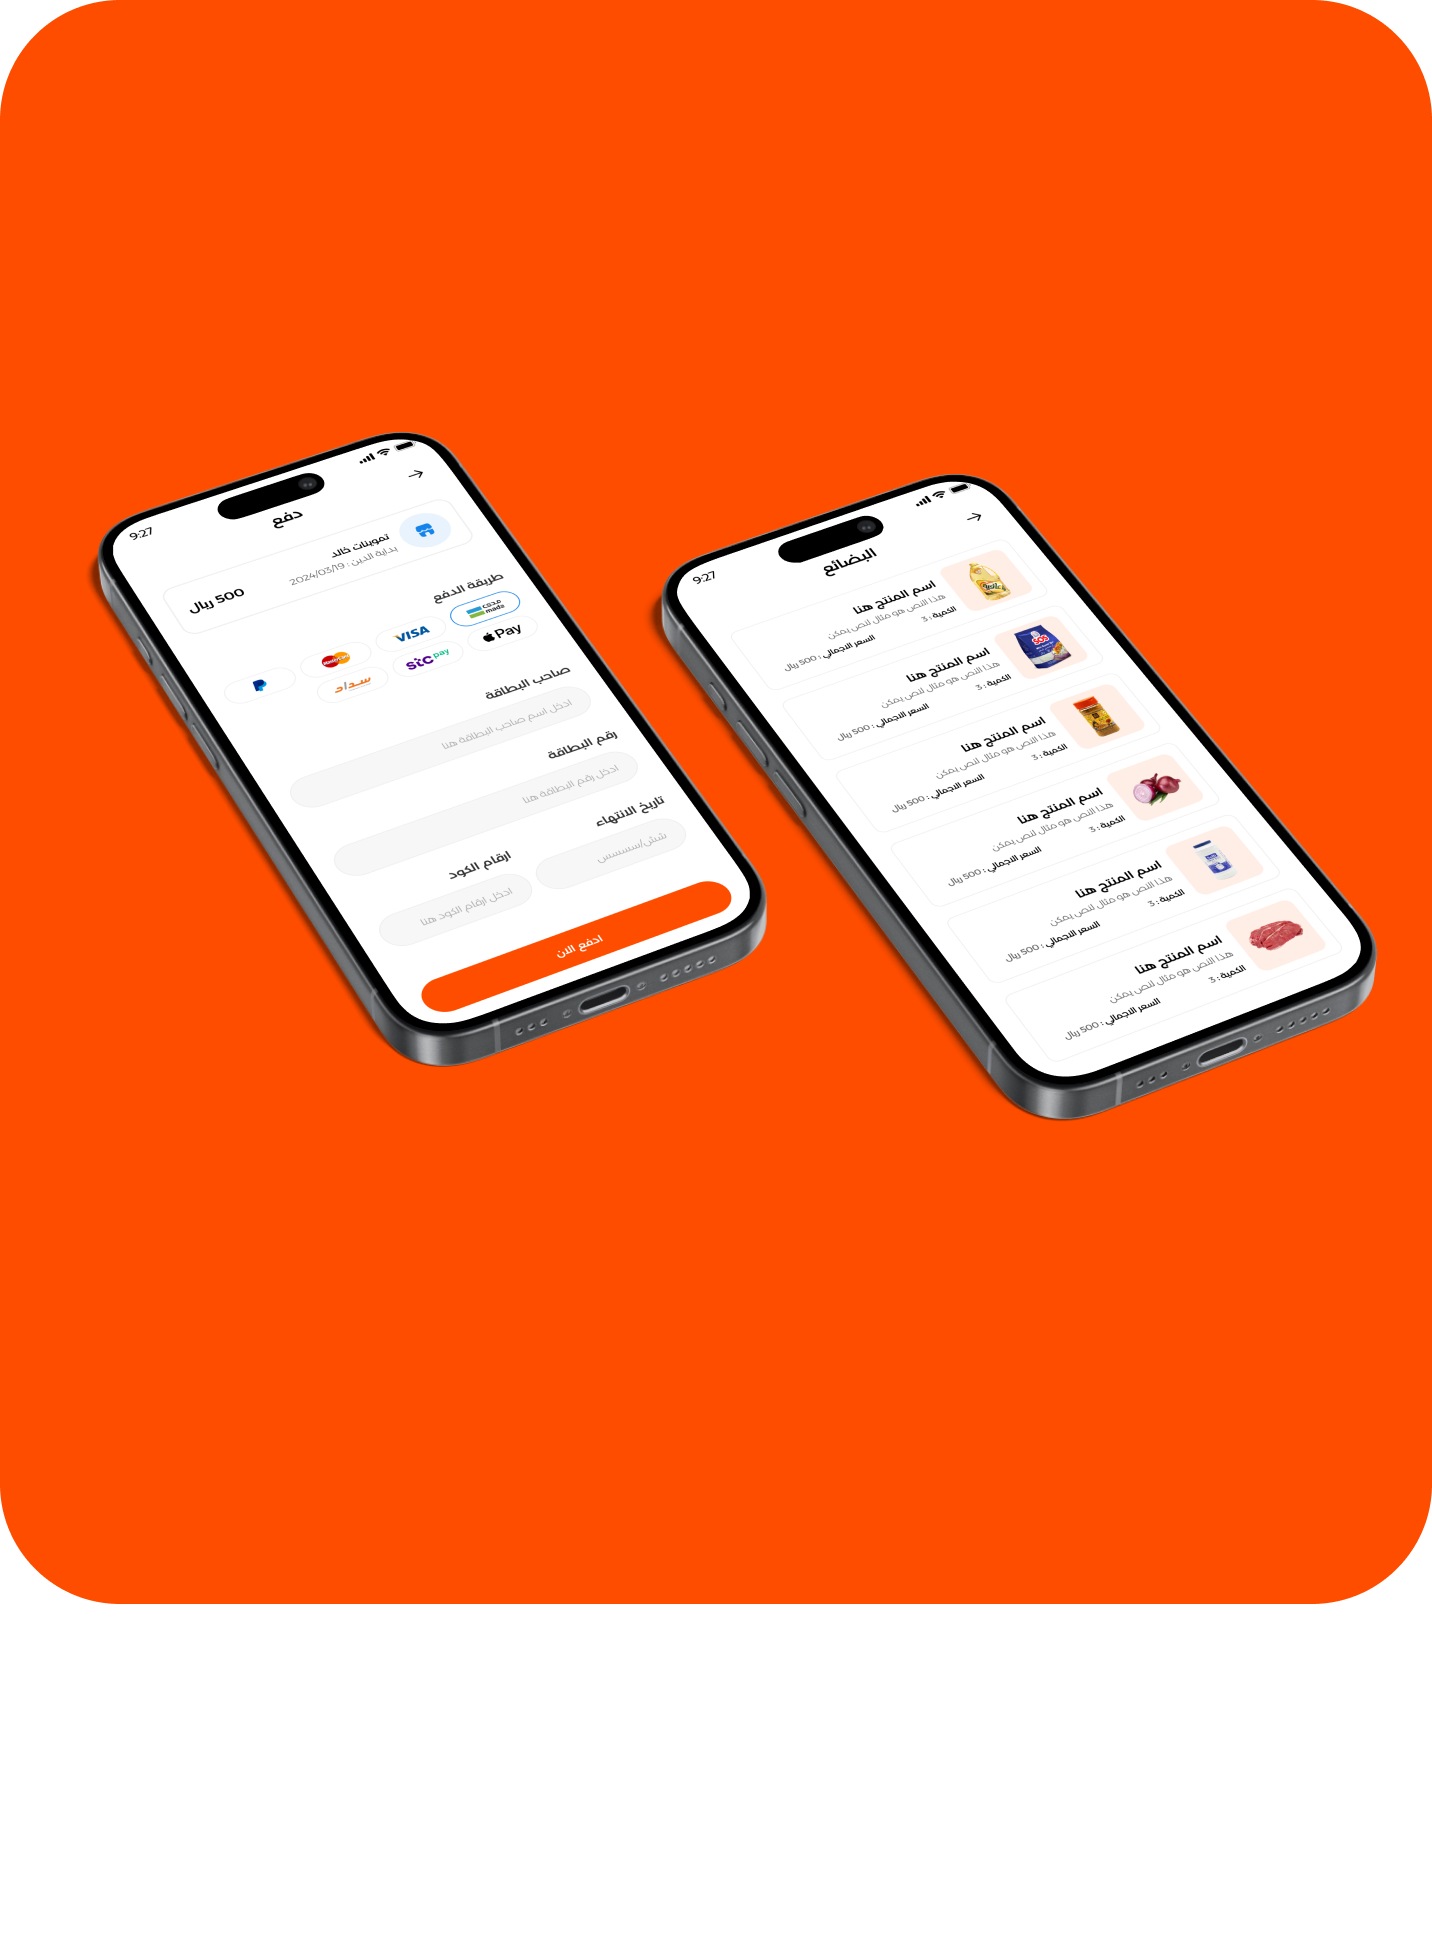 9:27
دفع
تموينات خالد
بداية الدين : 2024/03/19
500 ريال
طريقة الدفع
مدى
mada
VISA
MasterCard
Pay
stc pay
سداد
صاحب البطاقة
ادخل اسم صاحب البطاقة هنا
رقم البطاقة
ادخل رقم البطاقة هنا
تاريخ الانتهاء
شش/سسسس
ارقام الكود
ادخل ارقام الكود هنا
ادفع الان
9:27
البضائع
اسم المنتج هنا
هذا النص هو مثال لنص يمكن
الكمية : 3
السعر الاجمالي : 500 ريال
اسم المنتج هنا
هذا النص هو مثال لنص يمكن
الكمية : 3
السعر الاجمالي : 500 ريال
SOS
اسم المنتج هنا
هذا النص هو مثال لنص يمكن
الكمية : 3
السعر الاجمالي : 500 ريال
اسم المنتج هنا
هذا النص هو مثال لنص يمكن
الكمية : 3
السعر الاجمالي : 500 ريال
اسم المنتج هنا
هذا النص هو مثال لنص يمكن
الكمية : 3
السعر الاجمالي : 500 ريال
اسم المنتج هنا
هذا النص هو مثال لنص يمكن
الكمية : 3
السعر الاجمالي : 500 ريال